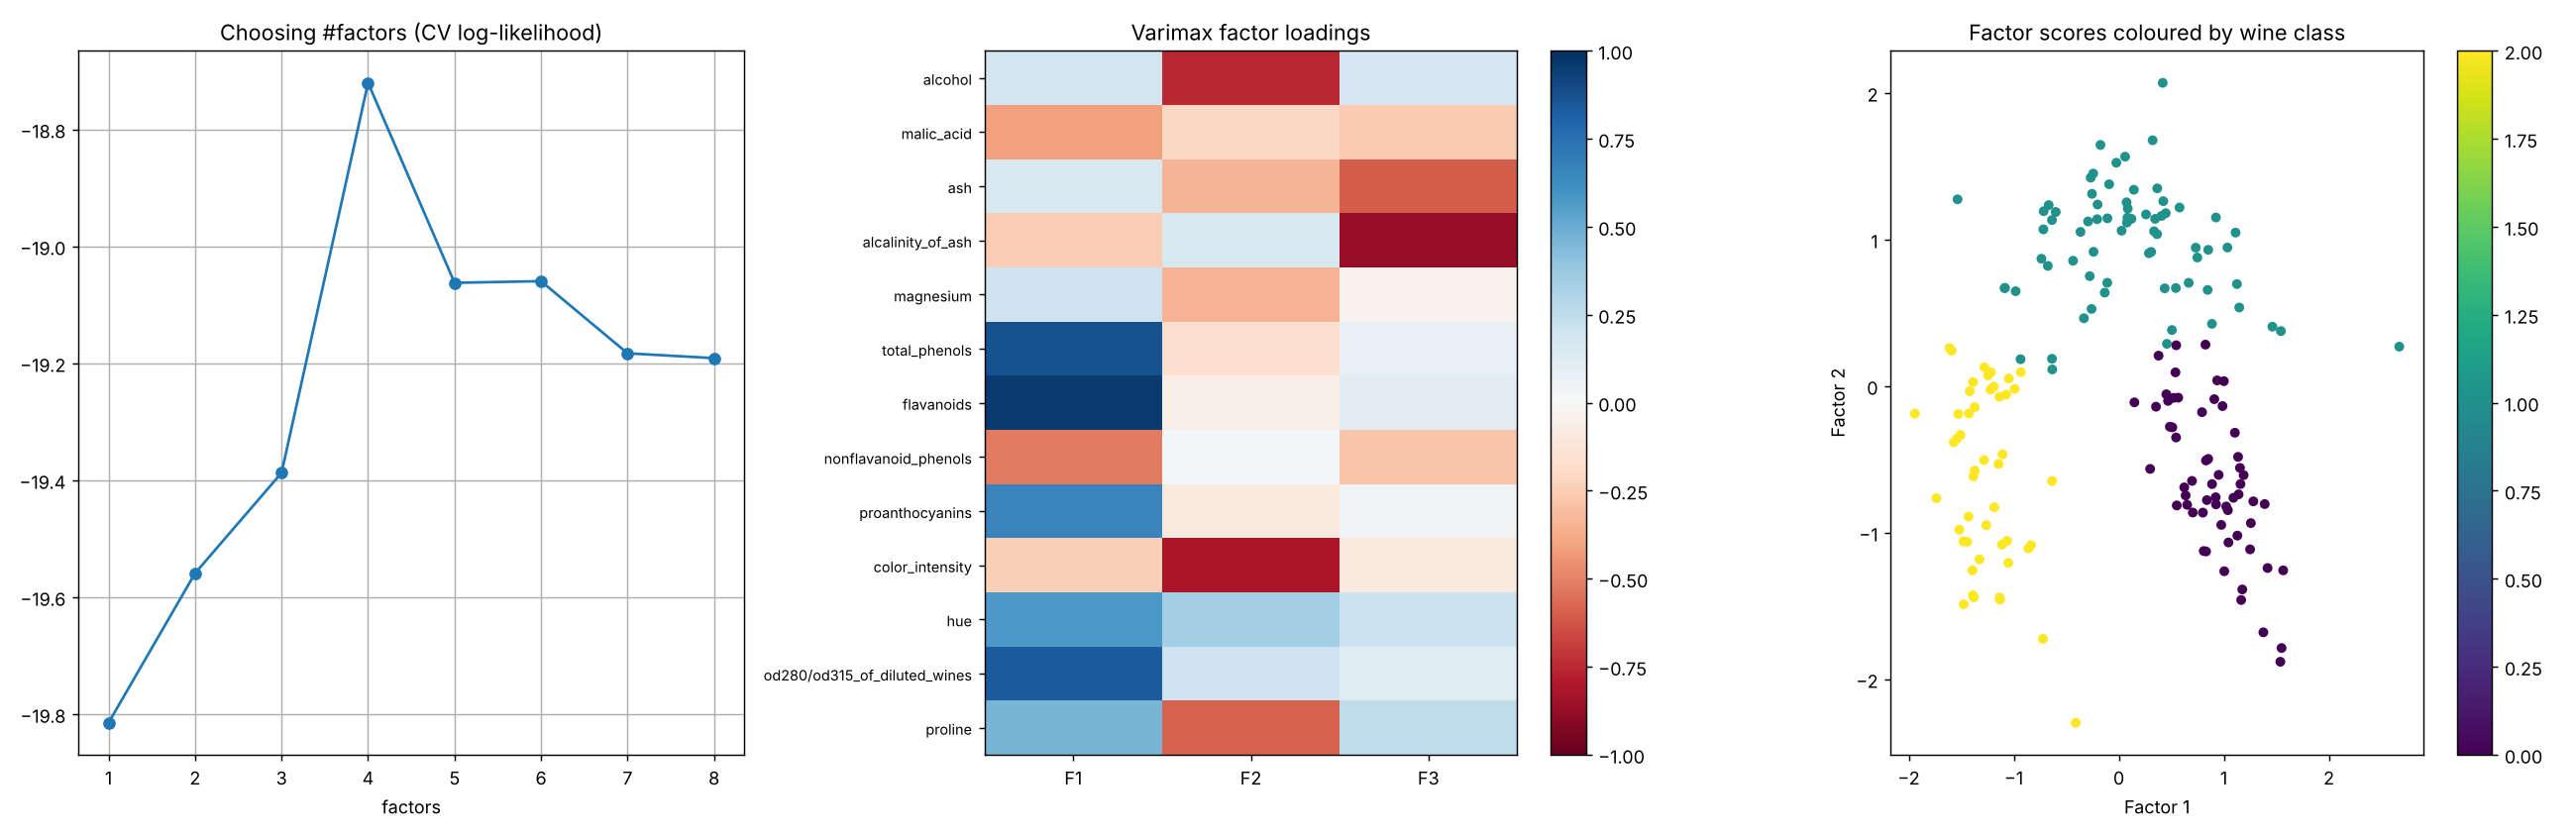 Choosing #factors (CV log-likelihood)
−18.8
−19.0
−19.2
−19.4
−19.6
−19.8
1 2 3 4 5 6 7 8
factors
Varimax factor loadings
alcohol
malic_acid
ash
alcalinity_of_ash
magnesium
total_phenols
flavanoids
nonflavanoid_phenols
proanthocyanins
color_intensity
hue
od280/od315_of_diluted_wines
proline
F1 F2 F3
1.00
0.75
0.50
0.25
0.00
−0.25
−0.50
−0.75
−1.00
Factor scores coloured by wine class
Factor 2
2
1
0
−1
−2
−2 −1 0 1 2
Factor 1
2.00
1.75
1.50
1.25
1.00
0.75
0.50
0.25
0.00